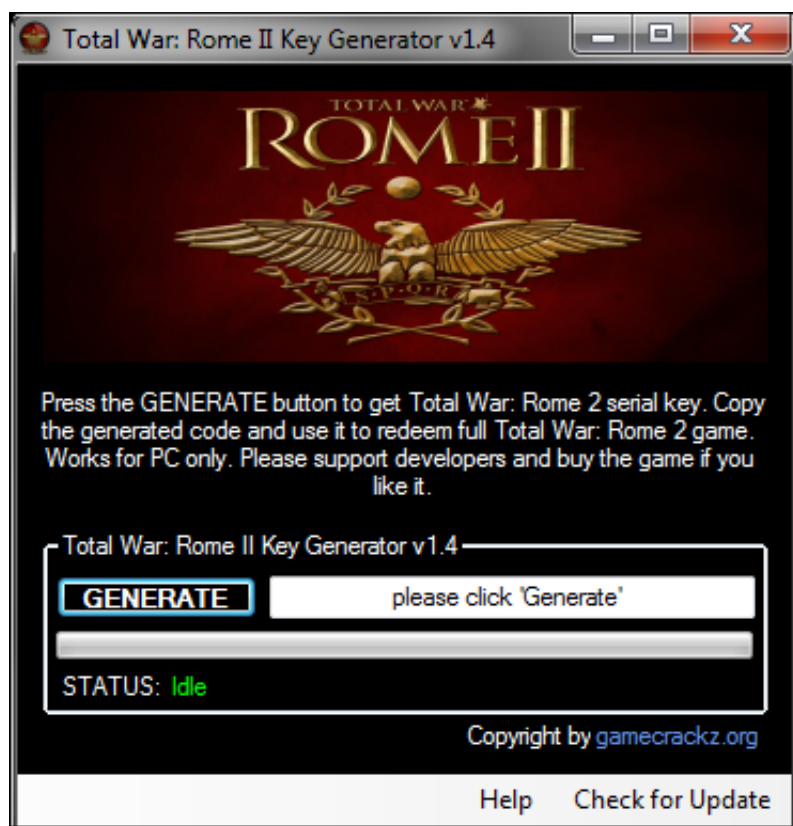 Total War: Rome II Key Generator v1.4
TOTAL WAR
ROME II
S·P·Q·R
Press the GENERATE button to get Total War: Rome 2 serial key. Copy
the generated code and use it to redeem full Total War: Rome 2 game.
Works for PC only. Please support developers and buy the game if you
like it.
Total War: Rome II Key Generator v1.4
GENERATE
please click 'Generate'
STATUS: Idle
Copyright by gamecrackz.org
Help Check for Update